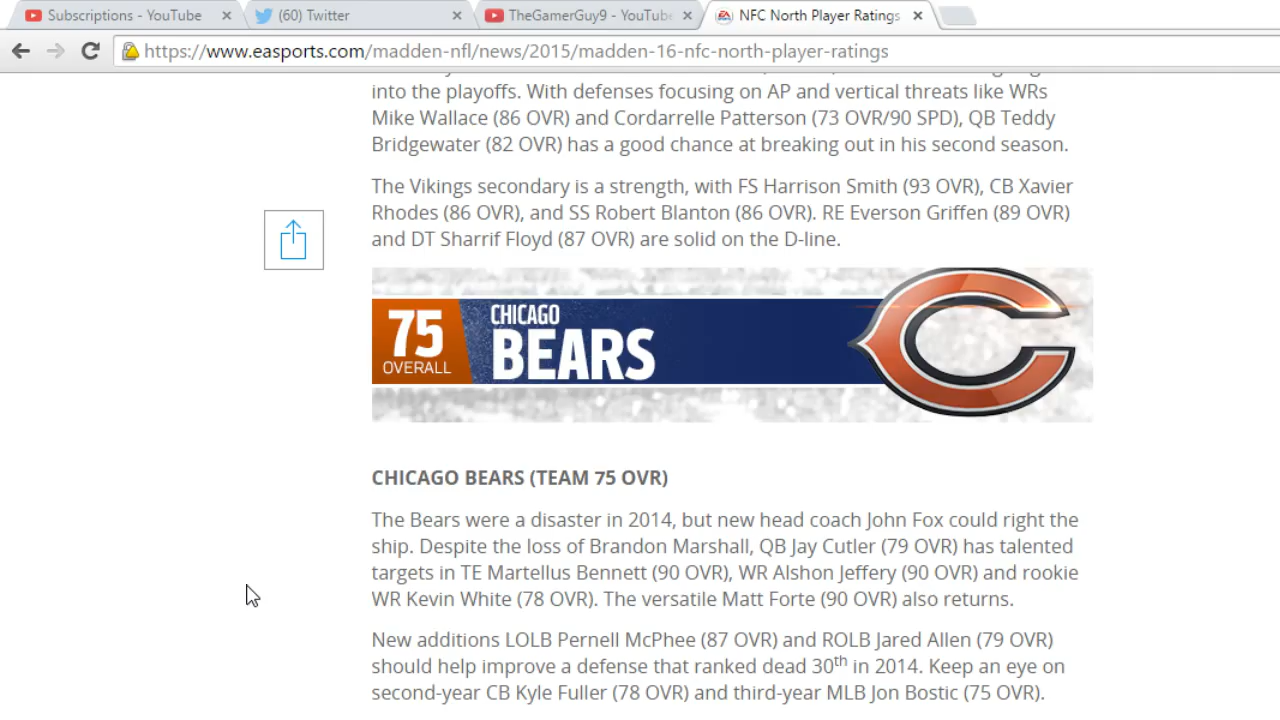 Subscriptions - YouTube
(60) Twitter
TheGamerGuy9 - YouTube
NFC North Player Ratings
https://www.easports.com/madden-nfl/news/2015/madden-16-nfc-north-player-ratings
into the playoffs. With defenses focusing on AP and vertical threats like WRs
Mike Wallace (86 OVR) and Cordarrelle Patterson (73 OVR/90 SPD), QB Teddy
Bridgewater (82 OVR) has a good chance at breaking out in his second season.
The Vikings secondary is a strength, with FS Harrison Smith (93 OVR), CB Xavier
Rhodes (86 OVR), and SS Robert Blanton (86 OVR). RE Everson Griffen (89 OVR)
and DT Sharrif Floyd (87 OVR) are solid on the D-line.
75
OVERALL
CHICAGO
BEARS
CHICAGO BEARS (TEAM 75 OVR)
The Bears were a disaster in 2014, but new head coach John Fox could right the
ship. Despite the loss of Brandon Marshall, QB Jay Cutler (79 OVR) has talented
targets in TE Martellus Bennett (90 OVR), WR Alshon Jeffery (90 OVR) and rookie
WR Kevin White (78 OVR). The versatile Matt Forte (90 OVR) also returns.
New additions LOLB Pernell McPhee (87 OVR) and ROLB Jared Allen (79 OVR)
should help improve a defense that ranked dead 30th in 2014. Keep an eye on
second-year CB Kyle Fuller (78 OVR) and third-year MLB Jon Bostic (75 OVR).